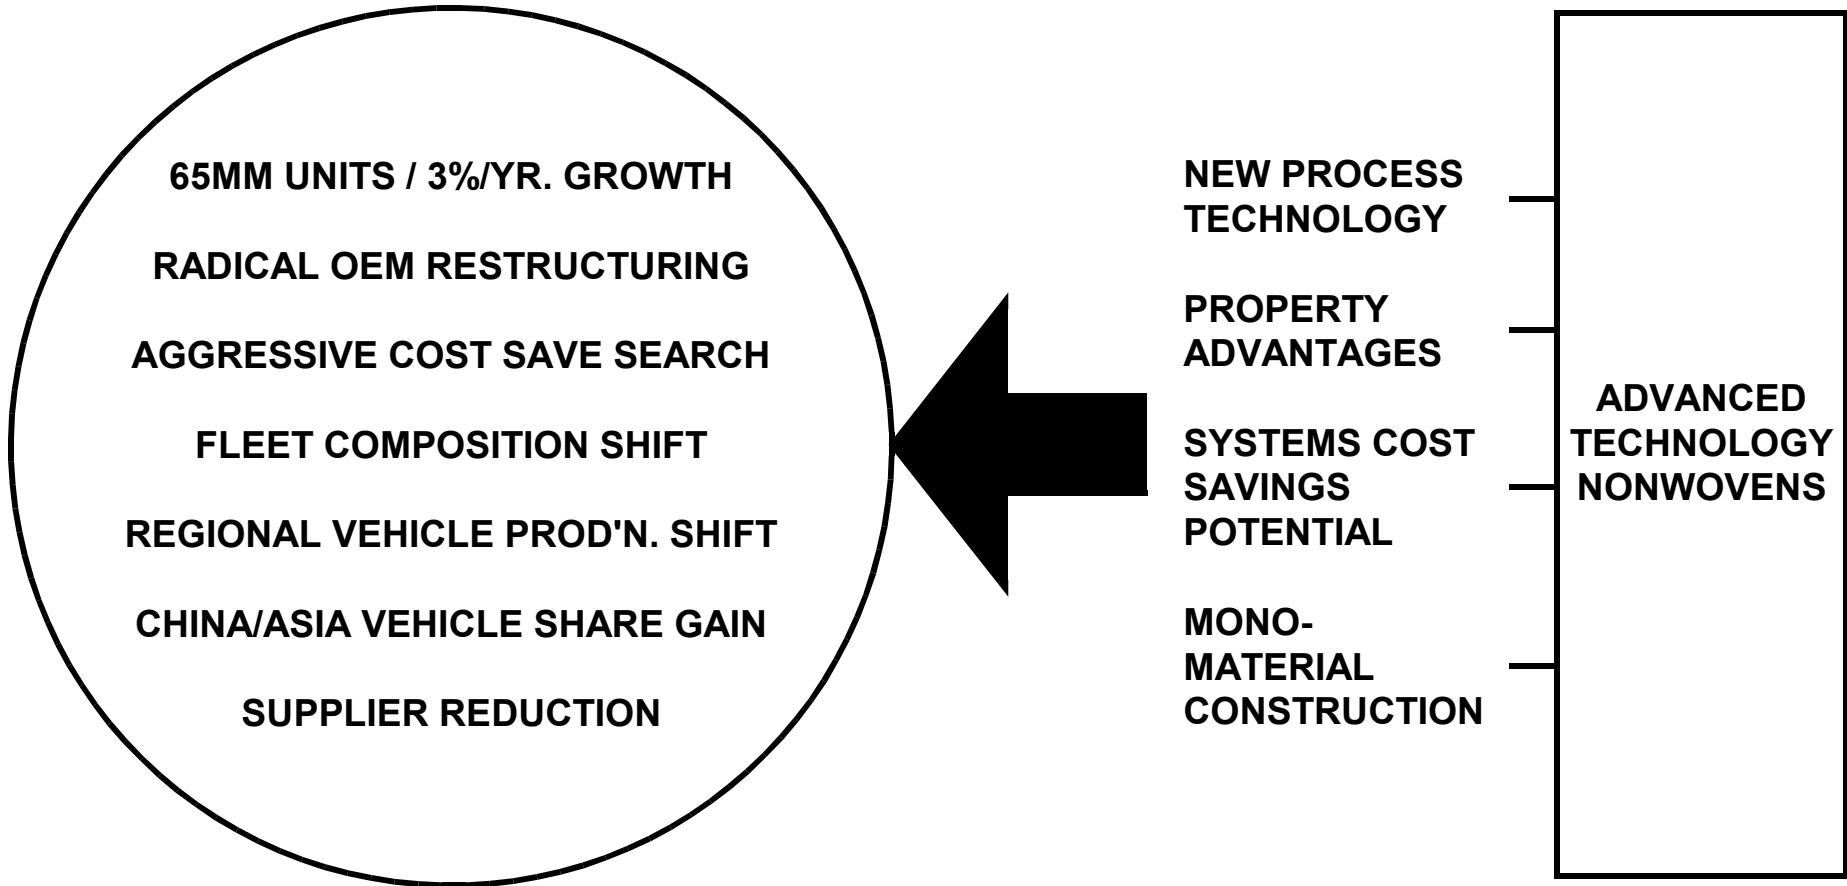 65MM UNITS / 3%/YR. GROWTH
RADICAL OEM RESTRUCTURING
AGGRESSIVE COST SAVE SEARCH
FLEET COMPOSITION SHIFT
REGIONAL VEHICLE PROD'N. SHIFT
CHINA/ASIA VEHICLE SHARE GAIN
SUPPLIER REDUCTION
NEW PROCESS
TECHNOLOGY
PROPERTY
ADVANTAGES
SYSTEMS COST
SAVINGS
POTENTIAL
MONO-
MATERIAL
CONSTRUCTION
ADVANCED
TECHNOLOGY
NONWOVENS